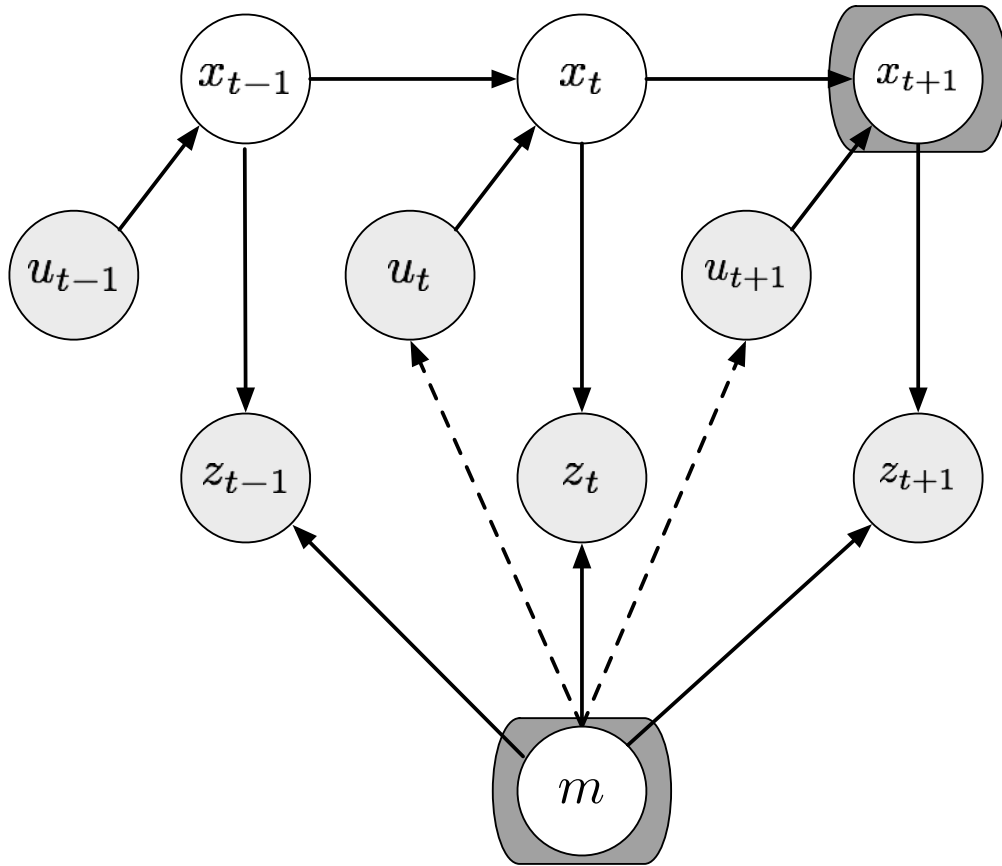 x_{t-1} x_t x_{t+1}
u_{t-1} u_t u_{t+1}
z_{t-1} z_t z_{t+1}
m